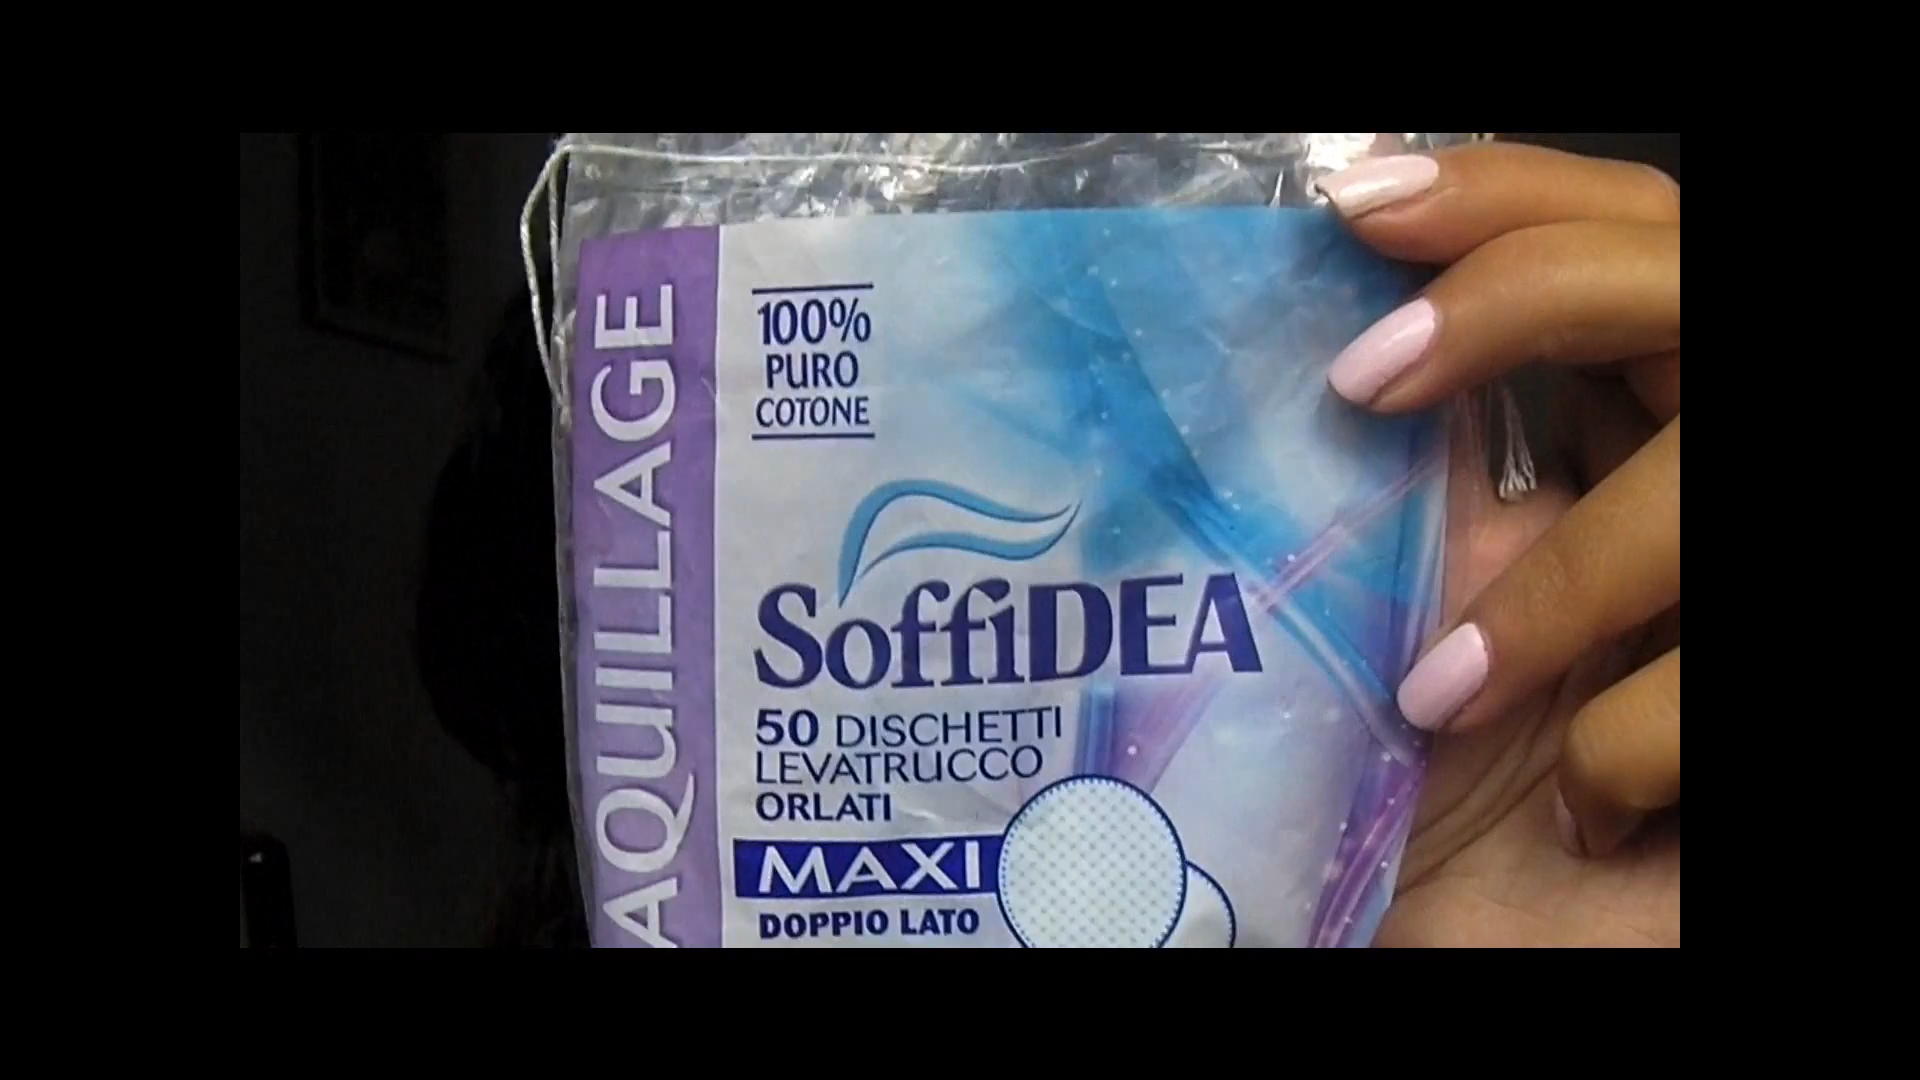 AQUILLAGE
100%
PURO
COTONE
SoffiDEA
50 DISCHETTI
LEVATRUCCO
ORLATI
MAXI
DOPPIO LATO